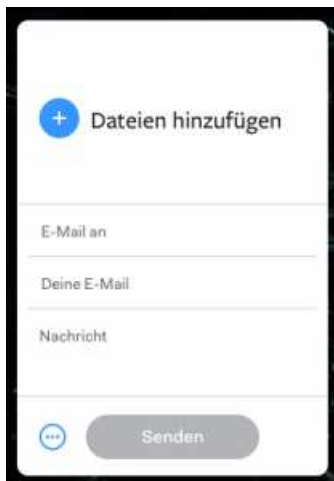 Dateien hinzufügen
E-Mail an
Deine E-Mail
Nachricht
Senden